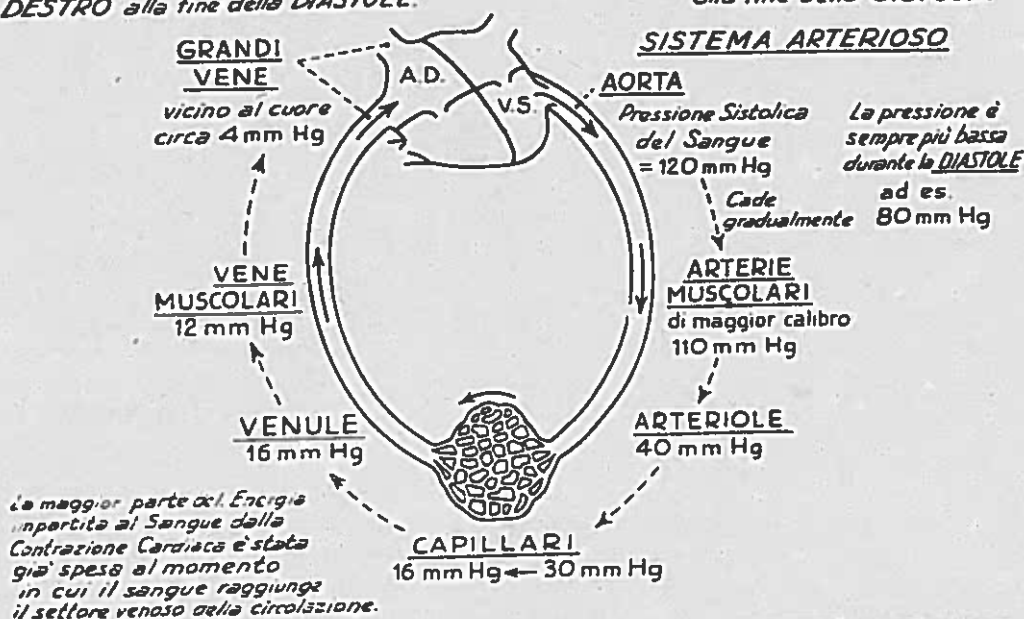 DESTRO alla fine della DIASTOLE.
SISTEMA ARTERIOSO
GRANDI
VENE
vicino al cuore
circa 4 mm Hg
A.D.
V.S.
AORTA
Pressione Sistolica
del Sangue
= 120 mm Hg
La pressione è
sempre più bassa
durante la DIASTOLE
ad es.
80 mm Hg
Cade
gradualmente
VENE
MUSCOLARI
12 mm Hg
ARTERIE
MUSCOLARI
di maggior calibro
110 mm Hg
VENULE
16 mm Hg
ARTERIOLE
40 mm Hg
CAPILLARI
16 mm Hg ← 30 mm Hg
La maggior parte Energia
impartita al Sangue dalla
Contrazione Cardiaca è stata
già spesa al momento
in cui il sangue raggiunge
il settore venoso della circolazione.